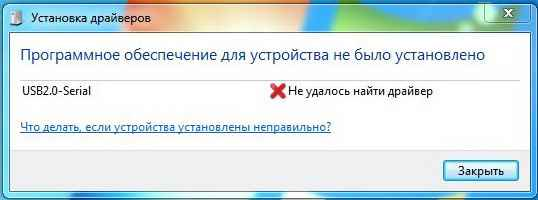 Установка драйверов
Программное обеспечение для устройства не было установлено
USB2.0-Serial Не удалось найти драйвер
Что делать, если устройства установлены неправильно?
Закрыть